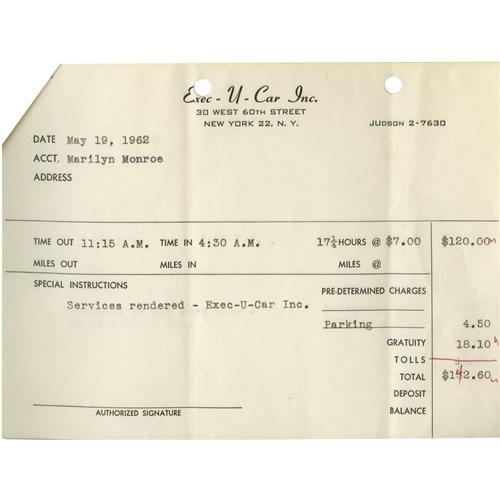 Exec - U - Car Inc.
30 WEST 60TH STREET
NEW YORK 22, N. Y. JUDSON 2-7630
DATE May 19, 1962
ACCT. Marilyn Monroe
ADDRESS
TIME OUT 11:15 A.M. TIME IN 4:30 A.M. 17¼ HOURS @ $7.00 $120.00
MILES OUT MILES IN MILES @
SPECIAL INSTRUCTIONS PRE-DETERMINED CHARGES
Services rendered - Exec-U-Car Inc.
Parking 4.50
GRATUITY 18.10
TOLLS
TOTAL $142.60
DEPOSIT
AUTHORIZED SIGNATURE BALANCE